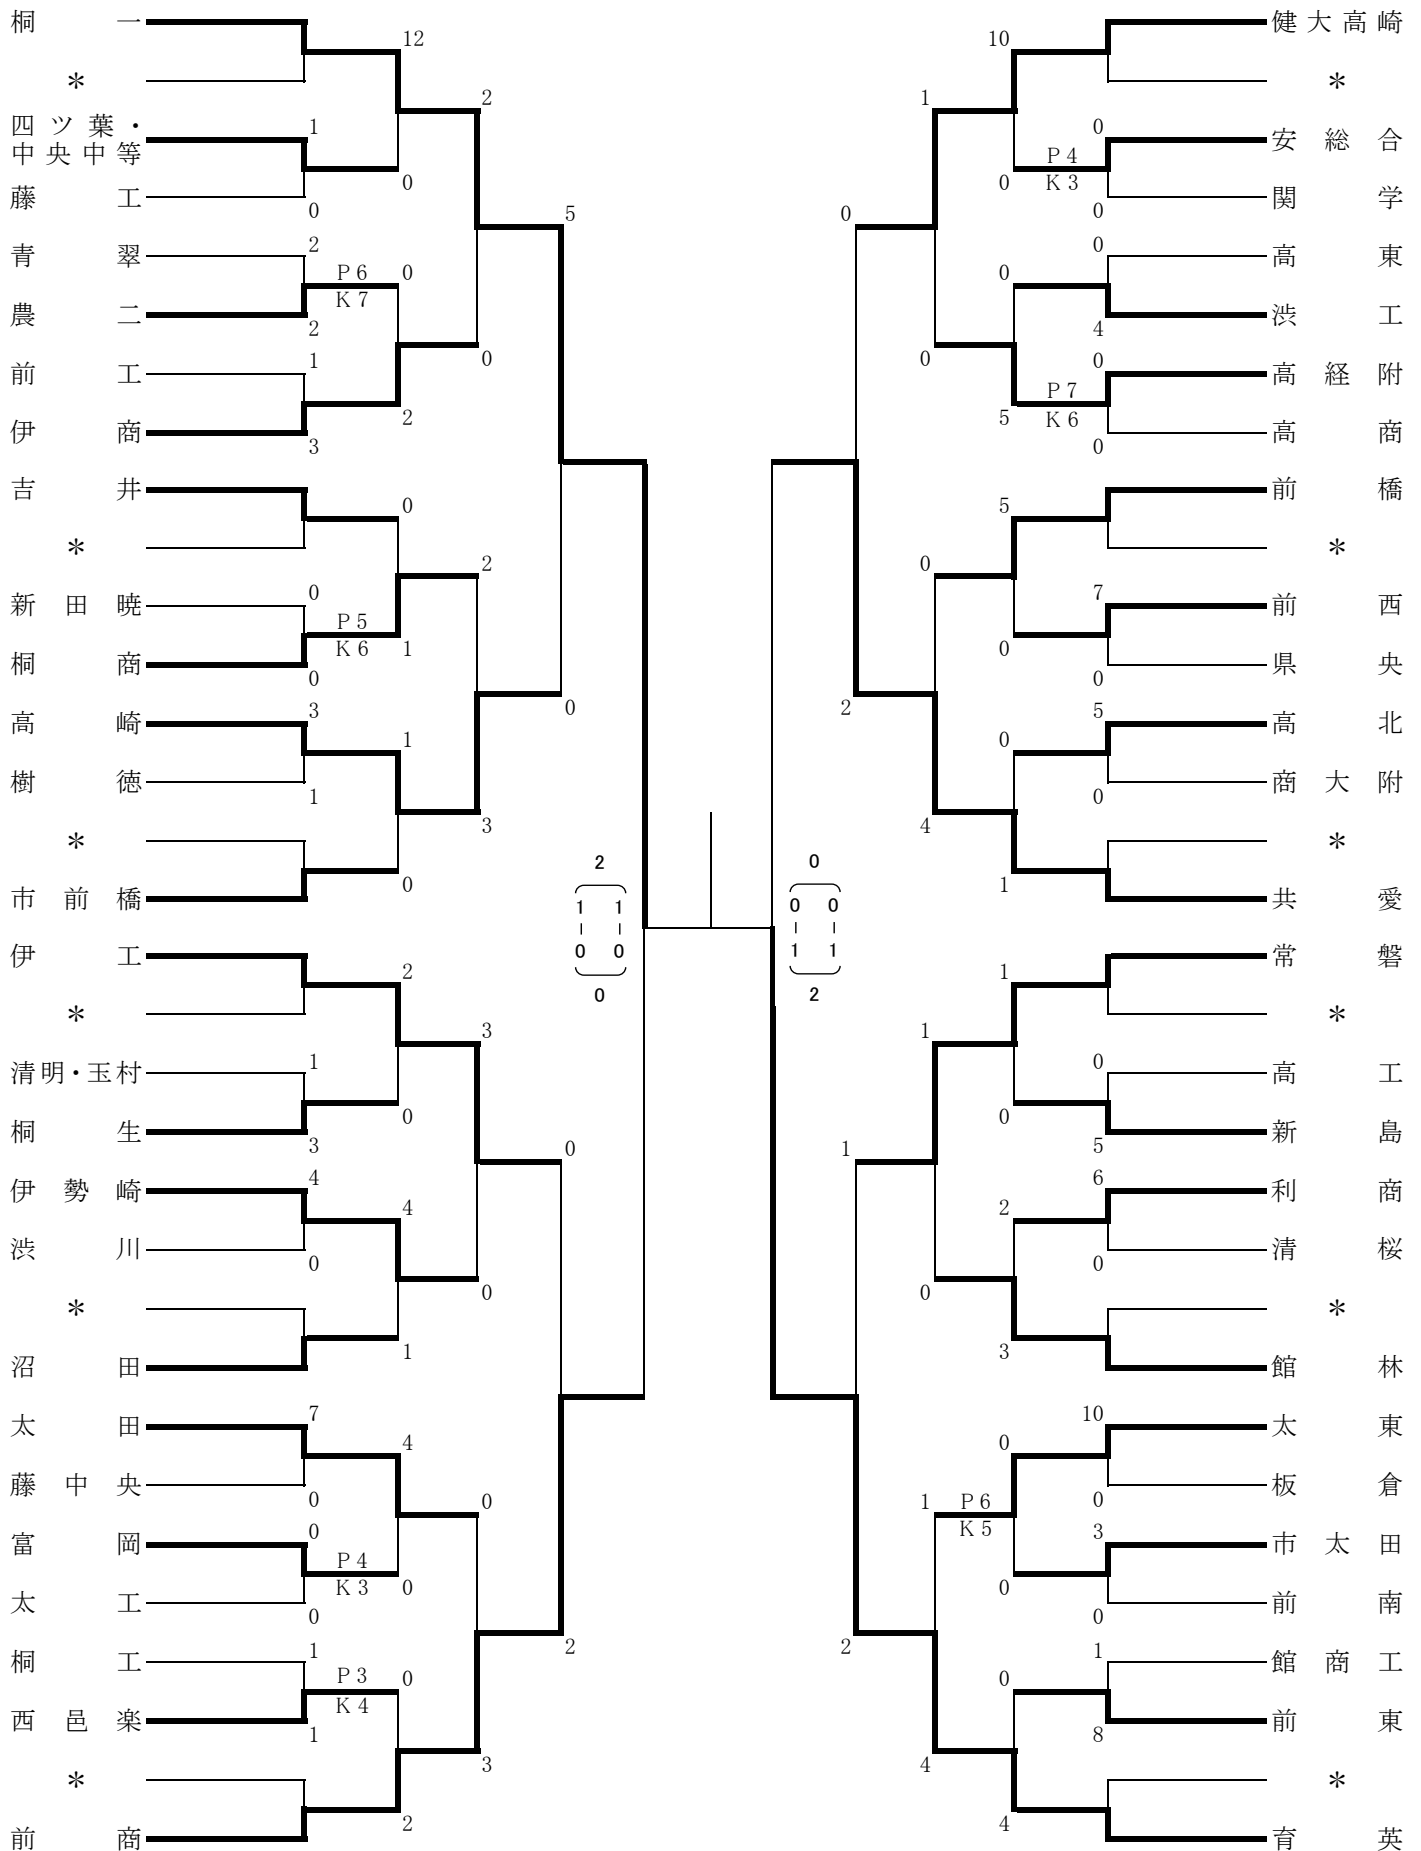 桐一
12
＊
2
四ツ葉・
中央中等
1
藤工
0
0
5
青翠
2
P6
K7
0
農二
2
0
前工
1
2
伊商
3
吉井
0
＊
2
新田暁
0
P5
K6
1
桐商
0
0
高崎
3
1
樹徳
1
3
＊
0
市前橋
2
1 1
| |
0 0
0
伊工
2
＊
3
清明・玉村
1
0
桐生
3
0
伊勢崎
4
4
渋川
0
0
＊
1
沼田
太田
7
4
藤中央
0
0
富岡
0
P4
K3
0
太工
0
2
桐工
1
P3
K4
0
西邑楽
1
3
＊
2
前商
健大高崎
10
＊
1
安総合
0
P4
K3
0
関学
0
0
高東
0
0
渋工
4
0
高経附
0
P7
K6
5
高商
0
前橋
5
＊
0
前西
7
0
県央
0
2
高北
5
0
商大附
0
4
＊
1
共愛
0
0 0
| |
1 1
2
常磐
1
＊
1
高工
0
0
新島
5
1
利商
6
2
清桜
0
0
＊
3
館林
太東
10
0
板倉
0
1
P6
K5
市太田
3
0
前南
0
2
館商工
1
0
前東
8
4
＊
4
育英